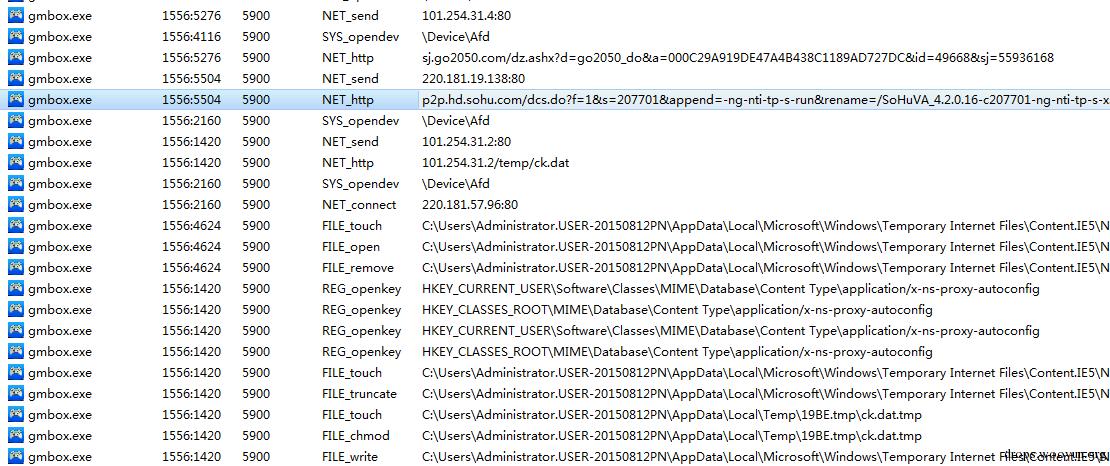 gmbox.exe 1556:5276 5900 NET_send 101.254.31.4:80
gmbox.exe 1556:4116 5900 SYS_opendev \Device\Afd
gmbox.exe 1556:5276 5900 NET_http sj.go2050.com/dz.ashx?d=go2050_do&a=000C29A919DE47A4B438C1189AD727DC&id=49668&sj=55936168
gmbox.exe 1556:5504 5900 NET_send 220.181.19.138:80
gmbox.exe 1556:5504 5900 NET_http p2p.hd.sohu.com/dcs.do?f=1&s=207701&append=-ng-nti-tp-s-run&rename=/SoHuVA_4.2.0.16-c207701-ng-nti-tp-s-x
gmbox.exe 1556:2160 5900 SYS_opendev \Device\Afd
gmbox.exe 1556:1420 5900 NET_send 101.254.31.2:80
gmbox.exe 1556:1420 5900 NET_http 101.254.31.2/temp/ck.dat
gmbox.exe 1556:2160 5900 SYS_opendev \Device\Afd
gmbox.exe 1556:2160 5900 NET_connect 220.181.57.96:80
gmbox.exe 1556:4624 5900 FILE_touch C:\Users\Administrator.USER-20150812PN\AppData\Local\Microsoft\Windows\Temporary Internet Files\Content.IE5\N
gmbox.exe 1556:4624 5900 FILE_open C:\Users\Administrator.USER-20150812PN\AppData\Local\Microsoft\Windows\Temporary Internet Files\Content.IE5\N
gmbox.exe 1556:4624 5900 FILE_remove C:\Users\Administrator.USER-20150812PN\AppData\Local\Microsoft\Windows\Temporary Internet Files\Content.IE5\N
gmbox.exe 1556:1420 5900 REG_openkey HKEY_CURRENT_USER\Software\Classes\MIME\Database\Content Type\application/x-ns-proxy-autoconfig
gmbox.exe 1556:1420 5900 REG_openkey HKEY_CLASSES_ROOT\MIME\Database\Content Type\application/x-ns-proxy-autoconfig
gmbox.exe 1556:1420 5900 REG_openkey HKEY_CURRENT_USER\Software\Classes\MIME\Database\Content Type\application/x-ns-proxy-autoconfig
gmbox.exe 1556:1420 5900 REG_openkey HKEY_CLASSES_ROOT\MIME\Database\Content Type\application/x-ns-proxy-autoconfig
gmbox.exe 1556:1420 5900 FILE_touch C:\Users\Administrator.USER-20150812PN\AppData\Local\Microsoft\Windows\Temporary Internet Files\Content.IE5\N
gmbox.exe 1556:1420 5900 FILE_truncate C:\Users\Administrator.USER-20150812PN\AppData\Local\Microsoft\Windows\Temporary Internet Files\Content.IE5\N
gmbox.exe 1556:1420 5900 FILE_touch C:\Users\Administrator.USER-20150812PN\AppData\Local\Temp\19BE.tmp\ck.dat.tmp
gmbox.exe 1556:1420 5900 FILE_chmod C:\Users\Administrator.USER-20150812PN\AppData\Local\Temp\19BE.tmp\ck.dat.tmp
gmbox.exe 1556:1420 5900 FILE_write C:\Users\Administrator.USER-20150812PN\AppData\Local\Microsoft\Windows\Temporary Internet Files\Content.IE5\N